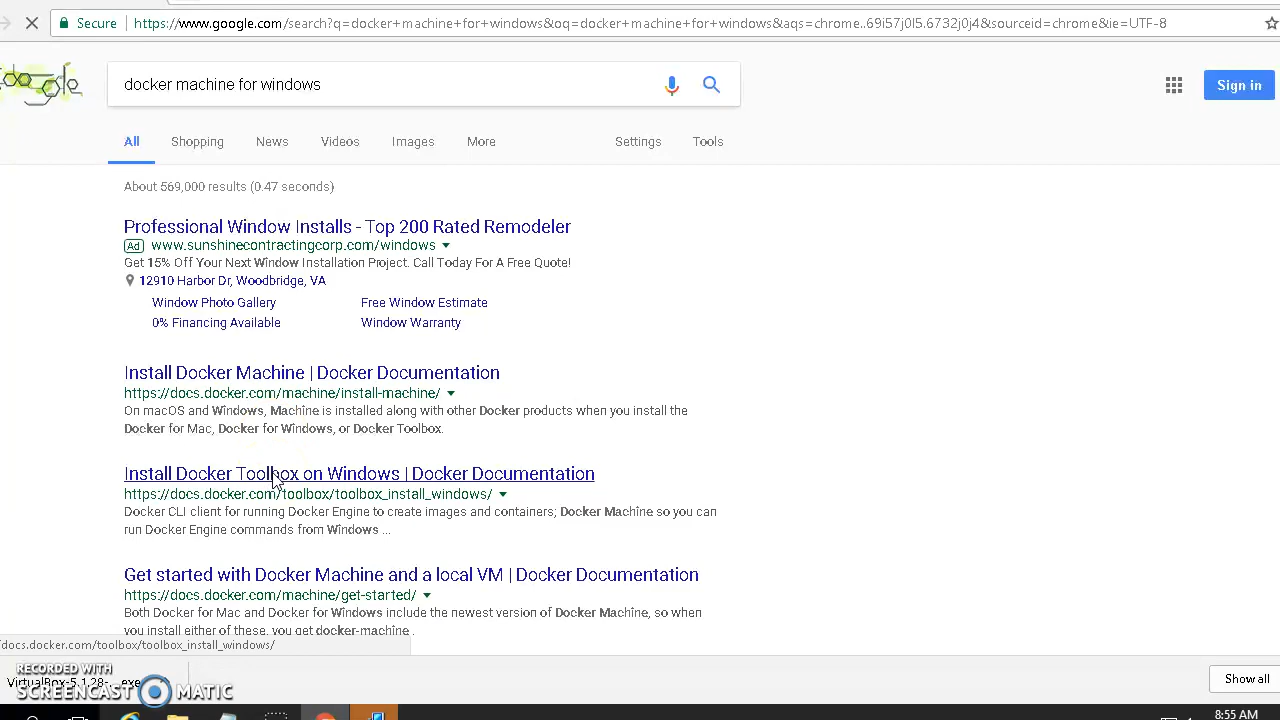 Secure https://www.google.com/search?q=docker+machine+for+windows&oq=docker+machine+for+windows&aqs=chrome..69i57j0l5.6732j0j4&sourceid=chrome&ie=UTF-8
docker machine for windows
Sign in
All Shopping News Videos Images More Settings Tools
About 569,000 results (0.47 seconds)
Professional Window Installs - Top 200 Rated Remodeler
Ad www.sunshinecontractingcorp.com/windows
Get 15% Off Your Next Window Installation Project. Call Today For A Free Quote!
12910 Harbor Dr, Woodbridge, VA
Window Photo Gallery Free Window Estimate
0% Financing Available Window Warranty
Install Docker Machine | Docker Documentation
https://docs.docker.com/machine/install-machine/
On macOS and Windows, Machine is installed along with other Docker products when you install the
Docker for Mac, Docker for Windows, or Docker Toolbox.
Install Docker Toolbox on Windows | Docker Documentation
https://docs.docker.com/toolbox/toolbox_install_windows/
Docker CLI client for running Docker Engine to create images and containers; Docker Machine so you can
run Docker Engine commands from Windows ...
Get started with Docker Machine and a local VM | Docker Documentation
https://docs.docker.com/machine/get-started/
Both Docker for Mac and Docker for Windows include the newest version of Docker Machine, so when
you install either of these, you get docker-machine .
/docs.docker.com/toolbox/toolbox_install_windows/
RECORDED WITH
SCREENCAST MATIC
VirtualBox-5.1.28-....exe
Show all
8:55 AM